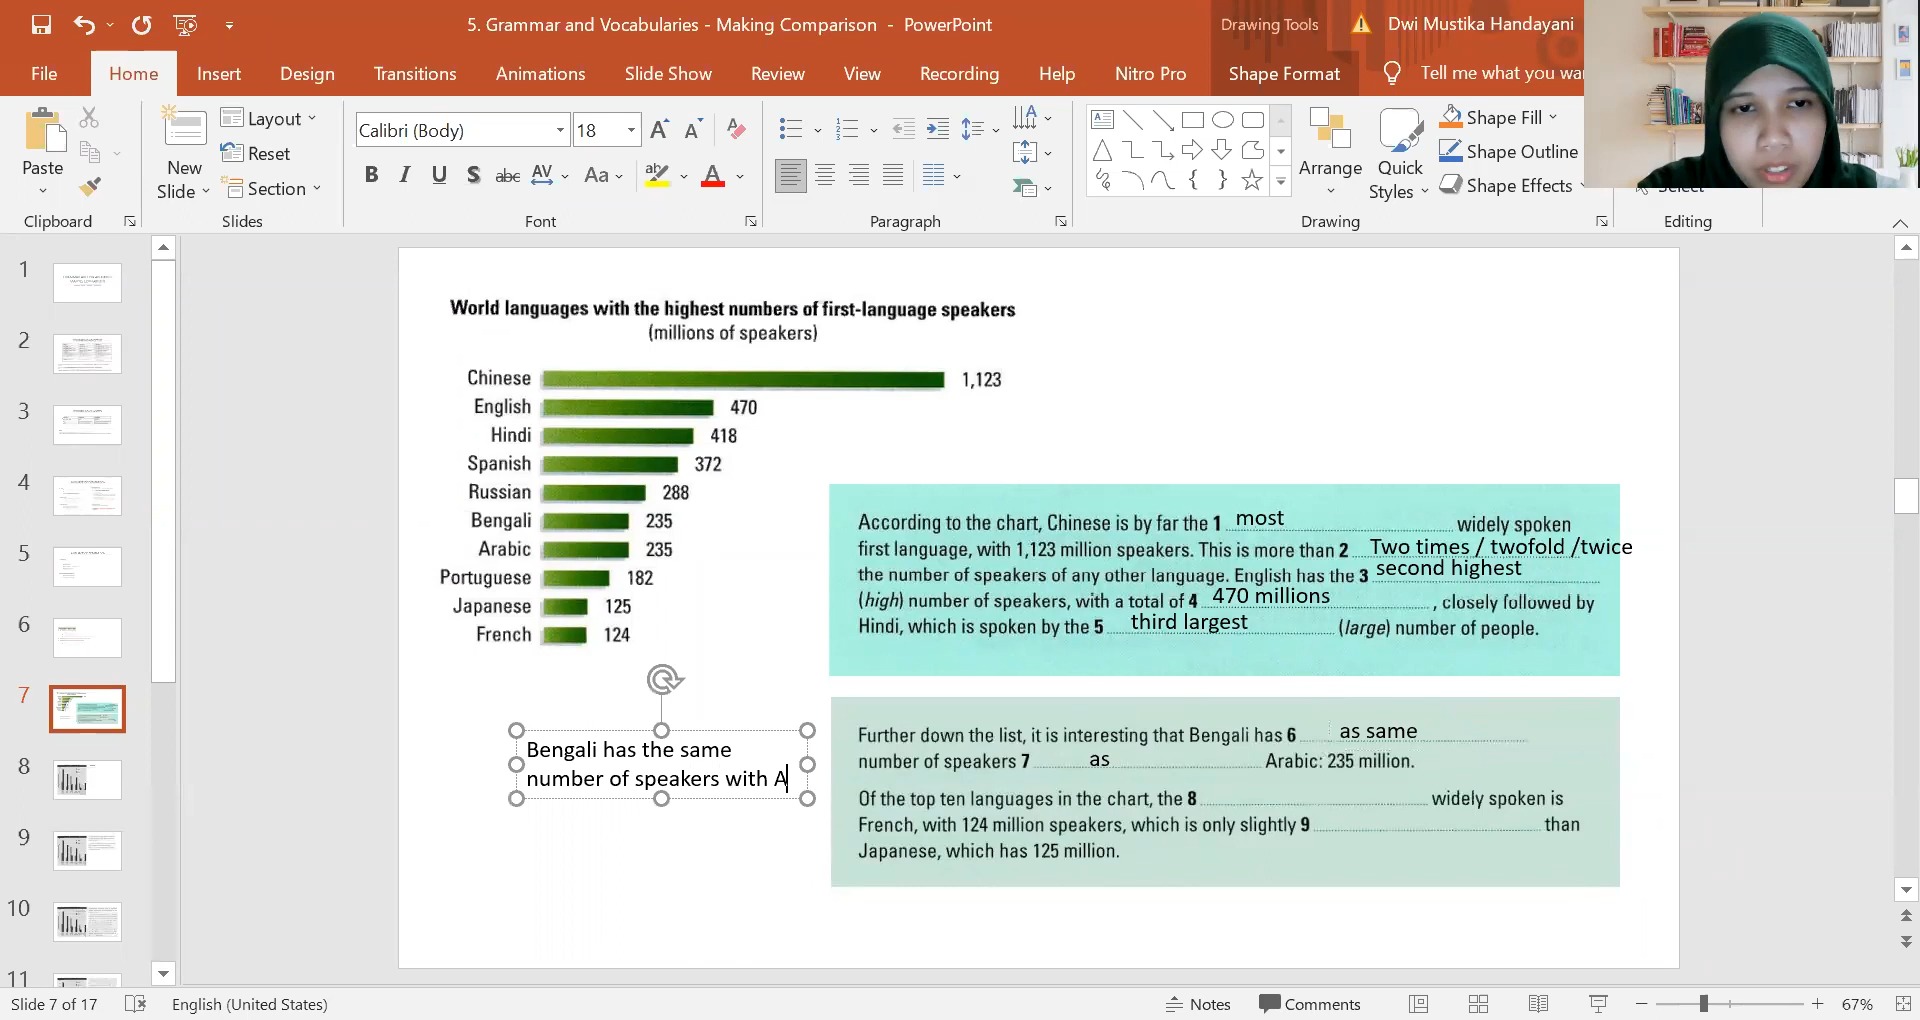 5. Grammar and Vocabularies - Making Comparison - PowerPoint
Drawing Tools
Dwi Mustika Handayani
File
Home
Insert
Design
Transitions
Animations
Slide Show
Review
View
Recording
Help
Nitro Pro
Shape Format
Tell me what you wa
Paste
New
Slide
Layout
Reset
Section
Calibri (Body)
18
B I U S abc AV Aa A
Arrange
Quick
Styles
Shape Fill
Shape Outline
Shape Effects
Select
Clipboard
Slides
Font
Paragraph
Drawing
Editing
1
2
3
4
5
6
7
8
9
10
11
World languages with the highest numbers of first-language speakers
(millions of speakers)
Chinese 1,123
English 470
Hindi 418
Spanish 372
Russian 288
Bengali 235
Arabic 235
Portuguese 182
Japanese 125
French 124
Bengali has the same
number of speakers with A
According to the chart, Chinese is by far the 1 most widely spoken
first language, with 1,123 million speakers. This is more than 2 Two times / twofold /twice
the number of speakers of any other language. English has the 3 second highest
(high) number of speakers, with a total of 4 470 millions , closely followed by
Hindi, which is spoken by the 5 third largest (large) number of people.
Further down the list, it is interesting that Bengali has 6 as same
number of speakers 7 as Arabic: 235 million.
Of the top ten languages in the chart, the 8 widely spoken is
French, with 124 million speakers, which is only slightly 9 than
Japanese, which has 125 million.
Slide 7 of 17
English (United States)
Notes
Comments
67%